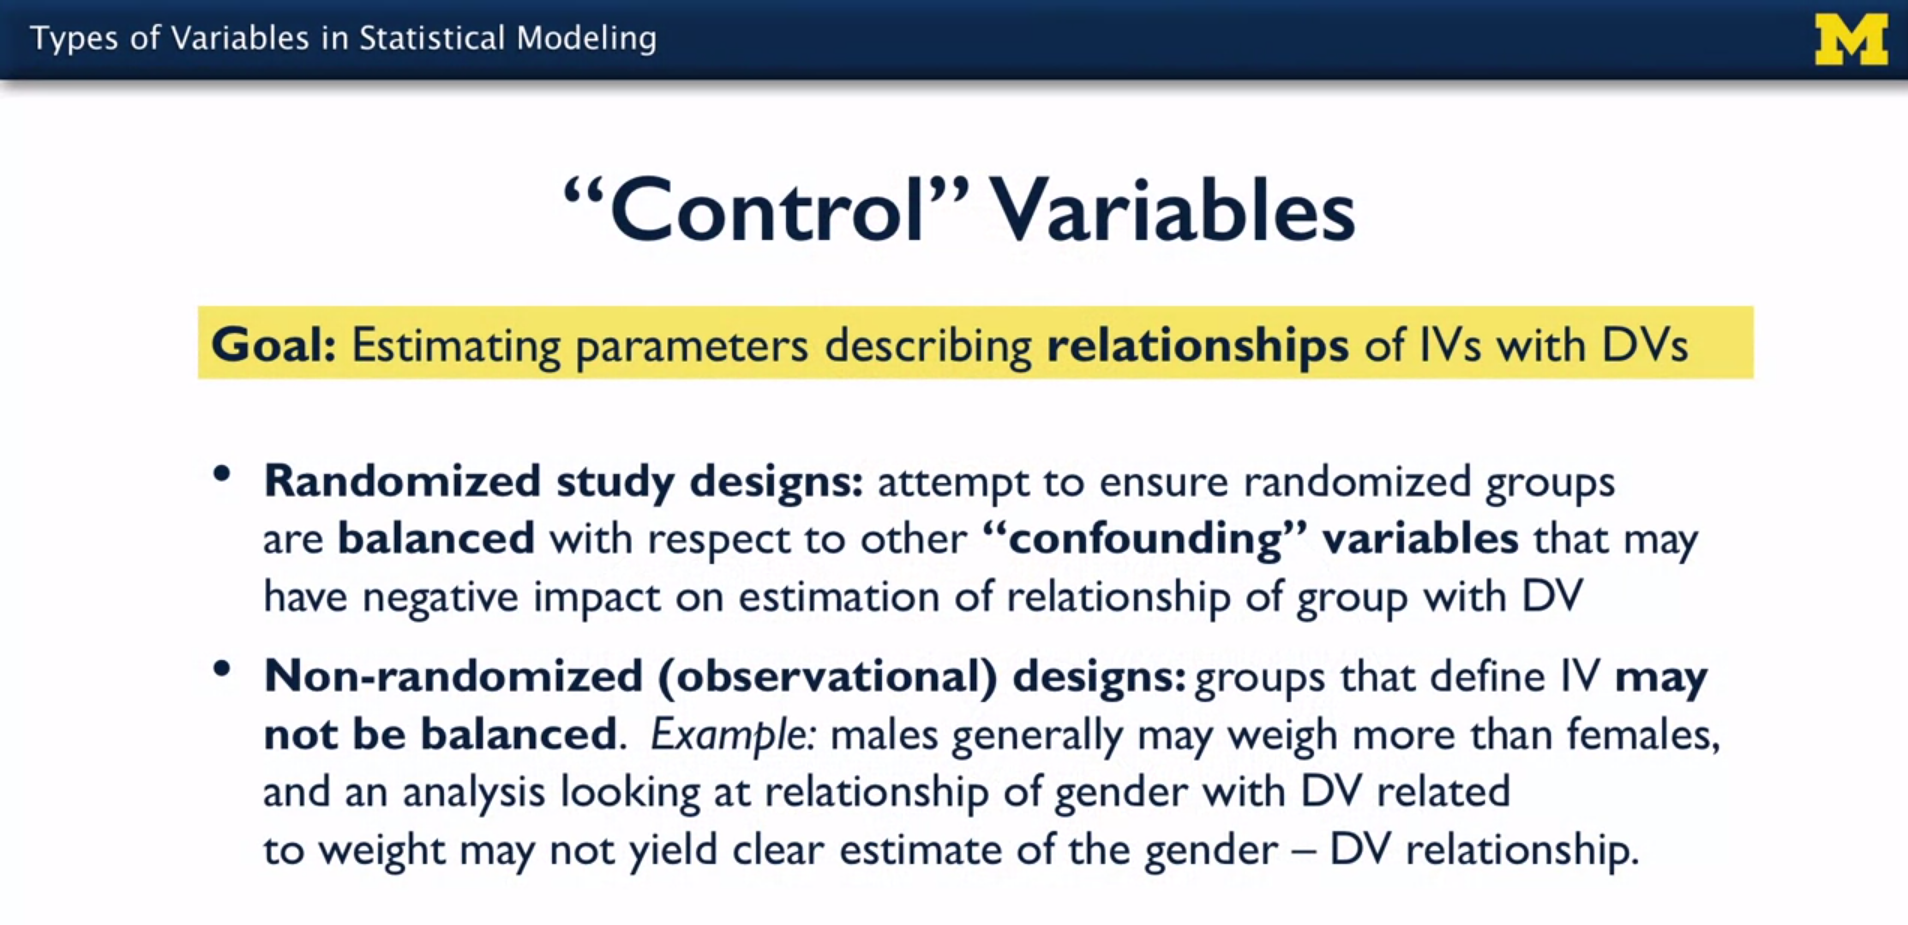 Types of Variables in Statistical Modeling
M
“Control” Variables
Goal: Estimating parameters describing relationships of IVs with DVs
• Randomized study designs: attempt to ensure randomized groups
are balanced with respect to other “confounding” variables that may
have negative impact on estimation of relationship of group with DV
• Non-randomized (observational) designs: groups that define IV may
not be balanced. Example: males generally may weigh more than females,
and an analysis looking at relationship of gender with DV related
to weight may not yield clear estimate of the gender – DV relationship.